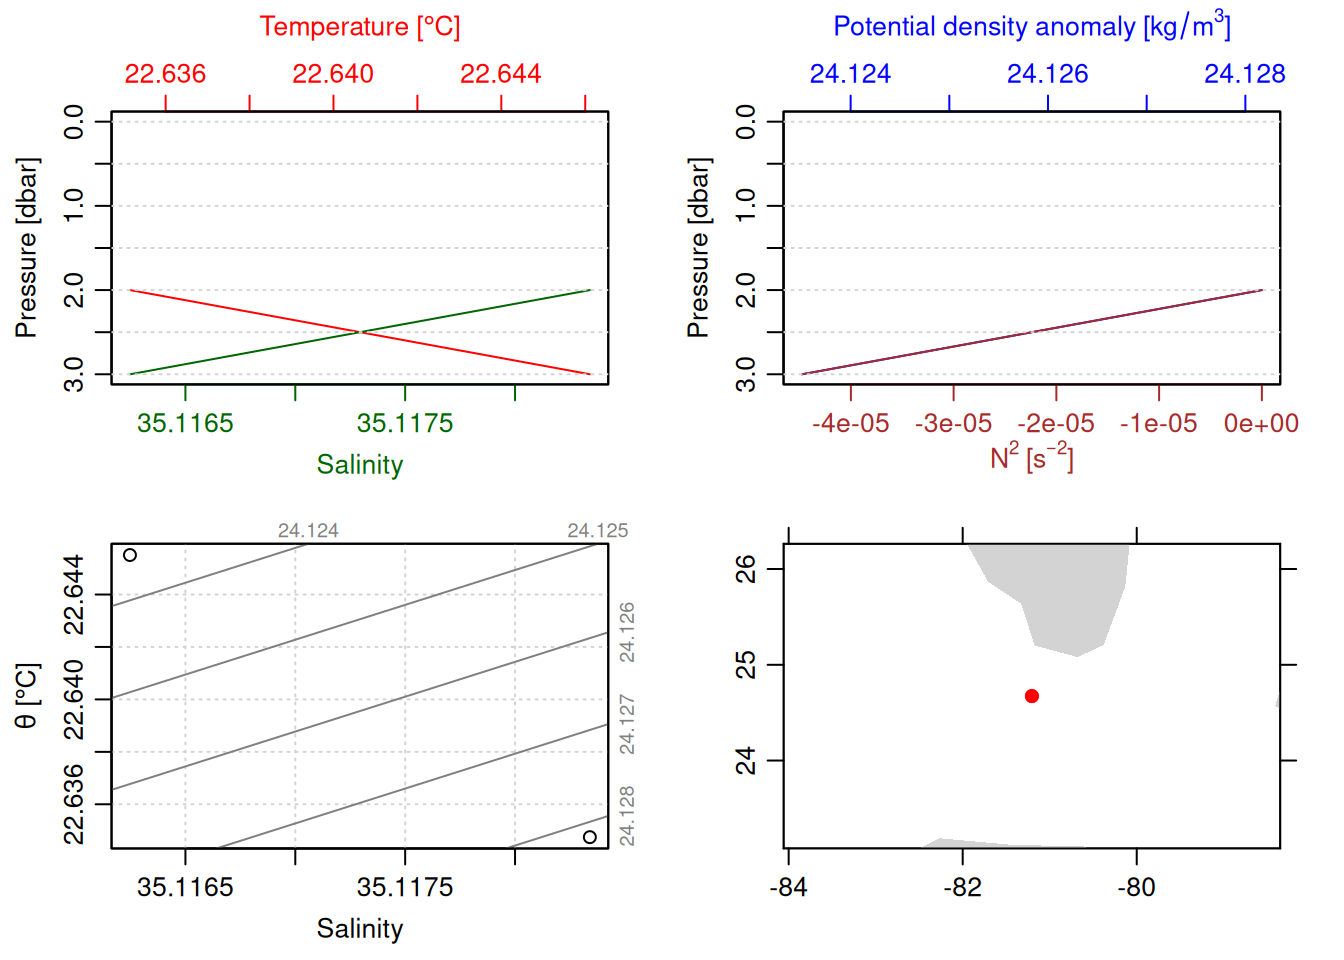 Temperature [°C]
22.636 22.640 22.644
Pressure [dbar]
0.0
1.0
2.0
3.0
35.1165 35.1175
Salinity
Potential density anomaly [kg/m³]
24.124 24.126 24.128
Pressure [dbar]
0.0
1.0
2.0
3.0
-4e-05 -3e-05 -2e-05 -1e-05 0e+00
N² [s⁻²]
24.124 24.125
θ [°C]
22.644
22.640
22.636
24.126
24.127
24.128
35.1165 35.1175
Salinity
26
25
24
-84 -82 -80